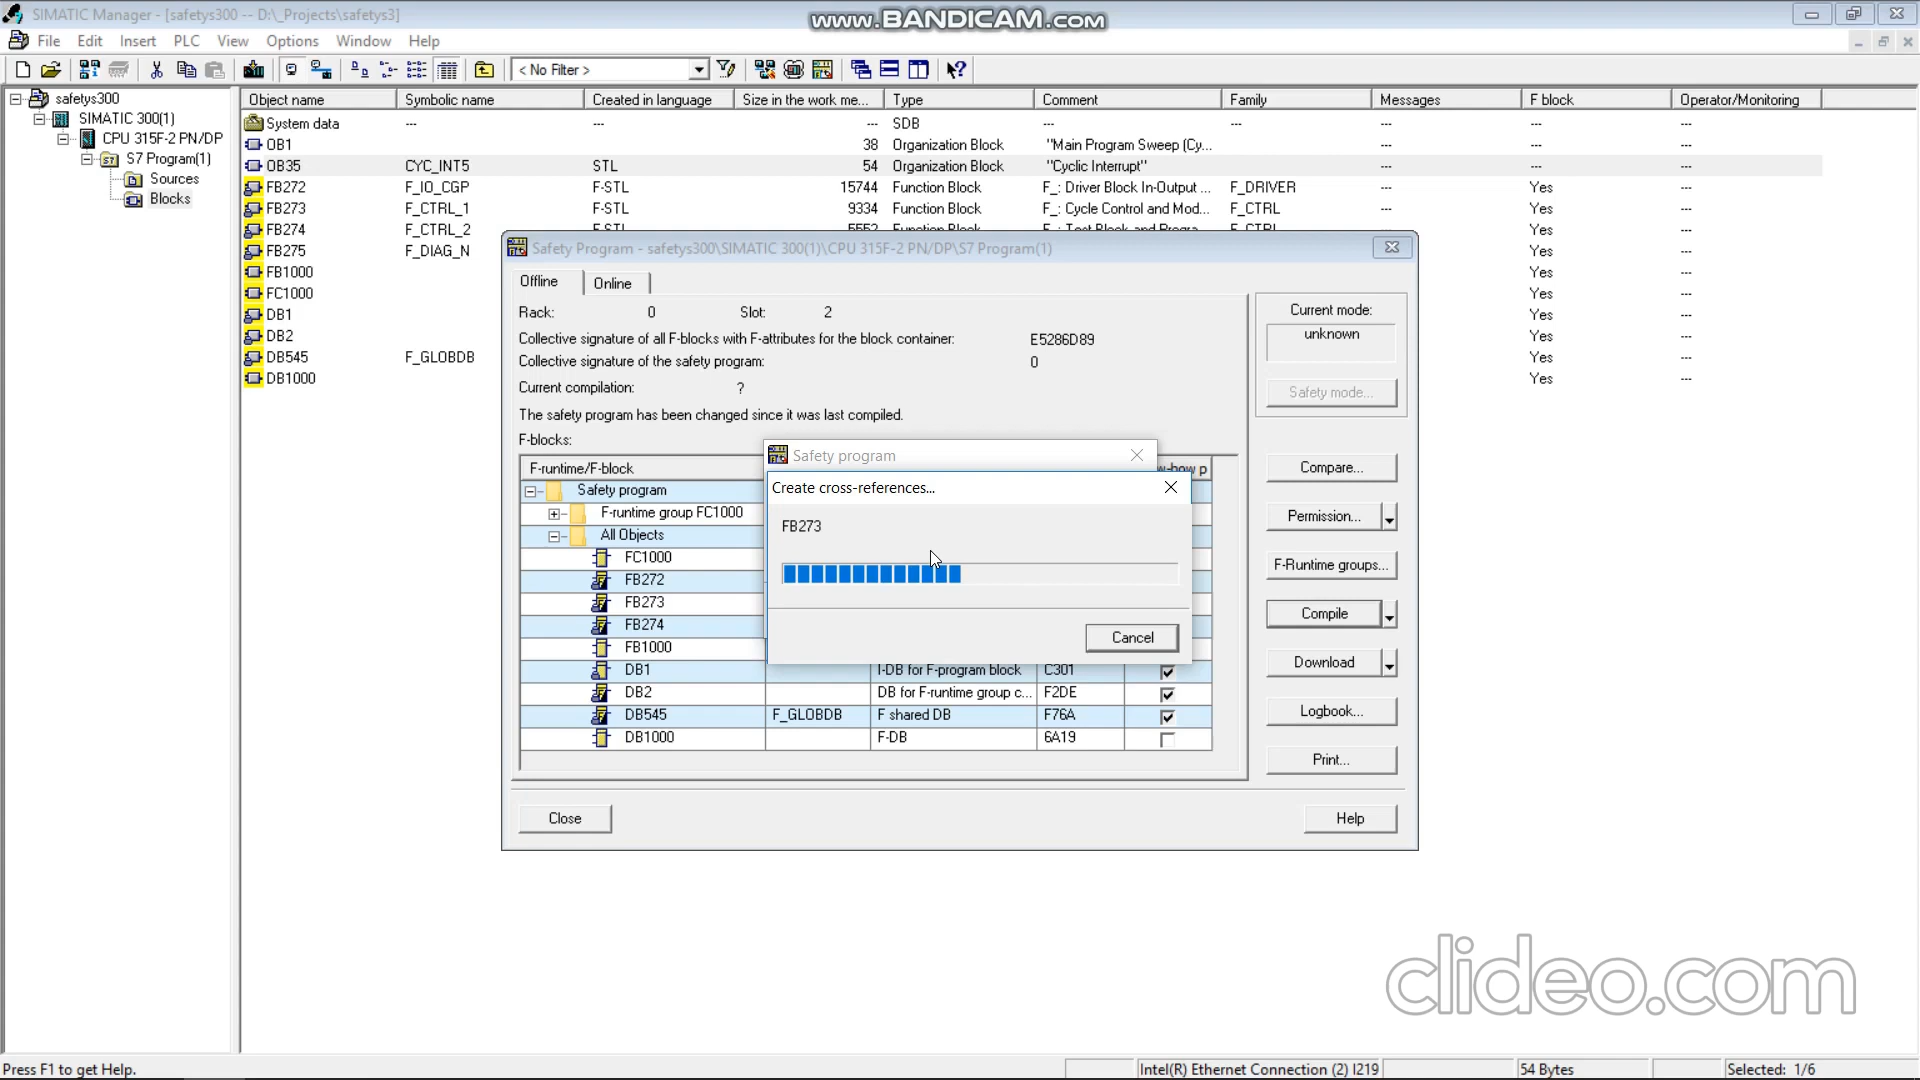 SIMATIC Manager - [safetys300 -- D:\_Projects\safetys3]
www.BANDICAM.com
File Edit Insert PLC View Options Window Help
< No Filter >
safetys300
SIMATIC 300(1)
CPU 315F-2 PN/DP
S7 Program(1)
Sources
Blocks
Object name Symbolic name Created in language Size in the work me... Type Comment Family Messages F block Operator/Monitoring
System data --- --- --- SDB --- --- --- --- ---
OB1 38 Organization Block "Main Program Sweep (Cy... --- --- ---
OB35 CYC_INT5 STL 54 Organization Block "Cyclic Interrupt" --- --- ---
FB272 F_IO_CGP F-STL 15744 Function Block F_: Driver Block In-Output ... F_DRIVER --- Yes ---
FB273 F_CTRL_1 F-STL 9334 Function Block F_: Cycle Control and Mod... F_CTRL --- Yes ---
FB274 F_CTRL_2 F-STL 5552 Function Block F_: Test Block and Progra... F_CTRL --- Yes ---
FB275 F_DIAG_N Yes ---
FB1000 Yes ---
FC1000 Yes ---
DB1 Yes ---
DB2 Yes ---
DB545 F_GLOBDB Yes ---
DB1000 Yes ---
Safety Program - safetys300\SIMATIC 300(1)\CPU 315F-2 PN/DP\S7 Program(1)
Offline Online
Rack: 0 Slot: 2
Collective signature of all F-blocks with F-attributes for the block container: E5286D89
Collective signature of the safety program: 0
Current compilation: ?
The safety program has been changed since it was last compiled.
F-blocks:
F-runtime/F-block w-how p
Safety program
F-runtime group FC1000
All Objects
FC1000
FB272
FB273
FB274
FB1000
DB1 I-DB for F-program block C301
DB2 DB for F-runtime group c... F2DE
DB545 F_GLOBDB F shared DB F76A
DB1000 F-DB 6A19
Current mode:
unknown
Safety mode...
Compare...
Permission...
F-Runtime groups...
Compile
Download
Logbook...
Print...
Close
Help
Safety program
Create cross-references...
FB273
Cancel
clideo.com
Press F1 to get Help. Intel(R) Ethernet Connection (2) I219 54 Bytes Selected: 1/6